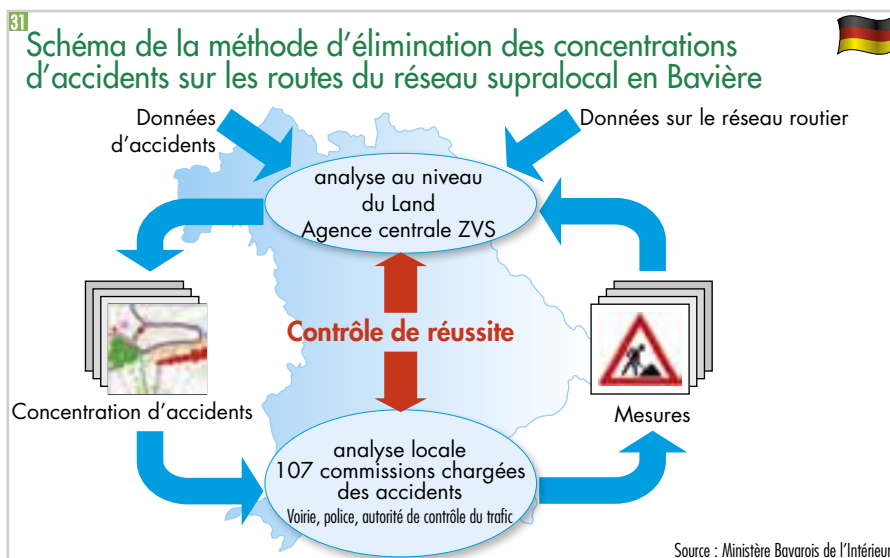 31
Schéma de la méthode d'élimination des concentrations
d'accidents sur les routes du réseau supralocal en Bavière
Données
d'accidents
Données sur le réseau routier
analyse au niveau
du Land
Agence centrale ZVS
Contrôle de réussite
Concentration d'accidents
Mesures
analyse locale
107 commissions chargées
des accidents
Voirie, police, autorité de contrôle du trafic
Source : Ministère Bavarois de l'Intérieur